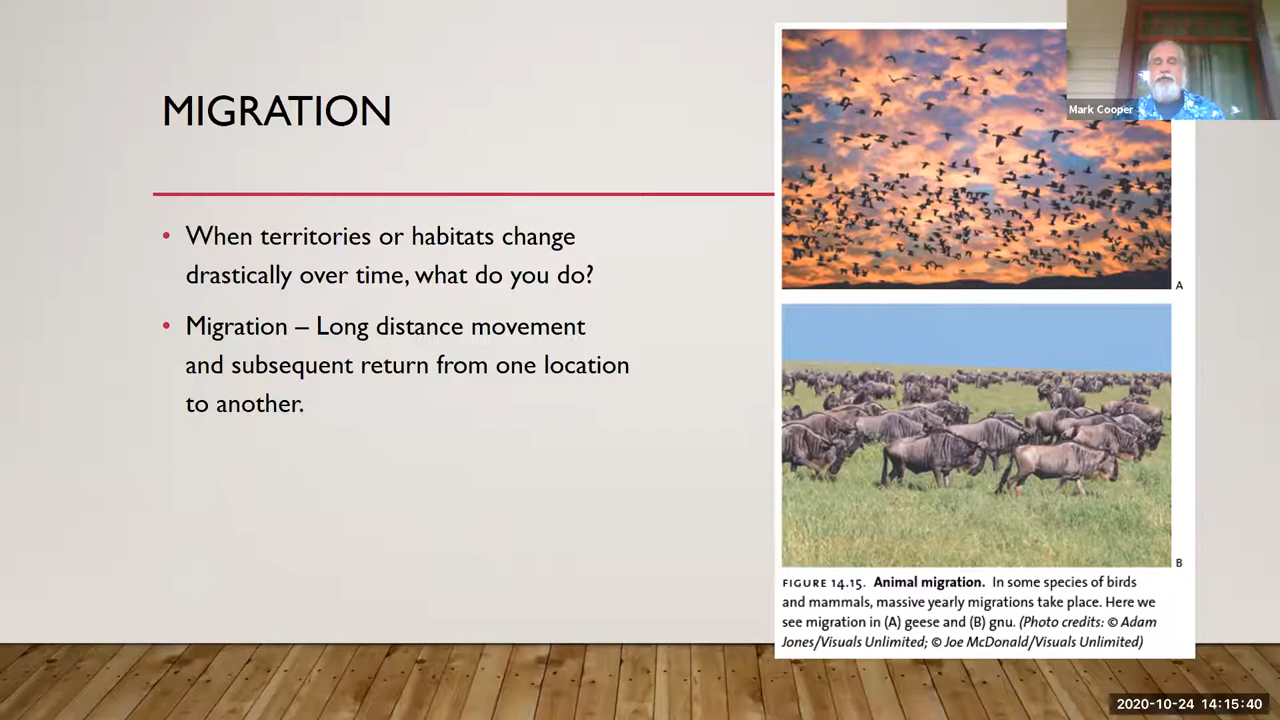 MIGRATION
• When territories or habitats change
drastically over time, what do you do?
• Migration – Long distance movement
and subsequent return from one location
to another.
Mark Cooper
A
B
FIGURE 14.15. Animal migration. In some species of birds
and mammals, massive yearly migrations take place. Here we
see migration in (A) geese and (B) gnu. (Photo credits: © Adam
Jones/Visuals Unlimited; © Joe McDonald/Visuals Unlimited)
2020-10-24 14:15:40